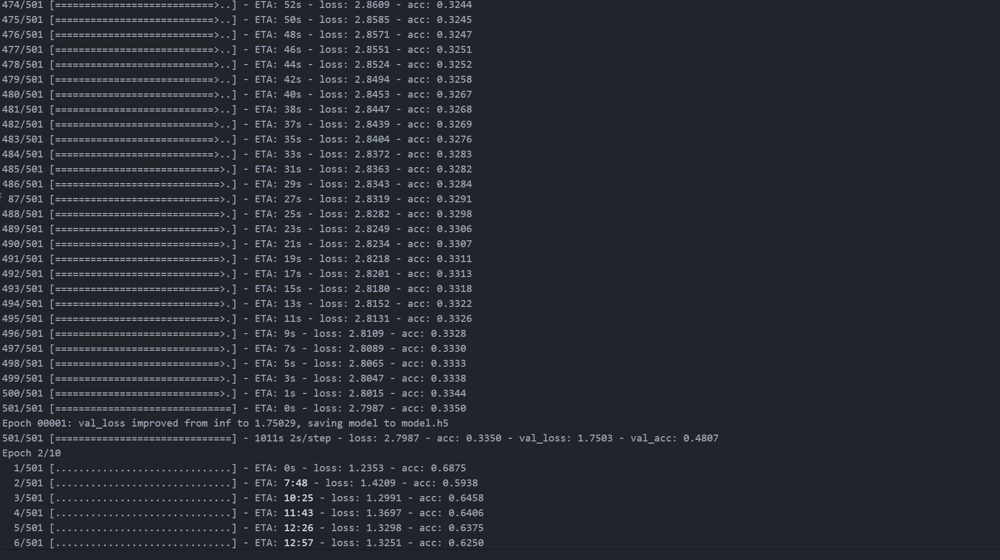 474/501 [===========================>..] - ETA: 52s - loss: 2.8609 - acc: 0.3244
475/501 [===========================>..] - ETA: 50s - loss: 2.8585 - acc: 0.3245
476/501 [===========================>..] - ETA: 48s - loss: 2.8571 - acc: 0.3247
477/501 [===========================>..] - ETA: 46s - loss: 2.8551 - acc: 0.3251
478/501 [===========================>..] - ETA: 44s - loss: 2.8524 - acc: 0.3252
479/501 [===========================>..] - ETA: 42s - loss: 2.8494 - acc: 0.3258
480/501 [===========================>..] - ETA: 40s - loss: 2.8453 - acc: 0.3267
481/501 [===========================>..] - ETA: 38s - loss: 2.8447 - acc: 0.3268
482/501 [===========================>..] - ETA: 37s - loss: 2.8439 - acc: 0.3269
483/501 [===========================>..] - ETA: 35s - loss: 2.8404 - acc: 0.3276
484/501 [===========================>..] - ETA: 33s - loss: 2.8372 - acc: 0.3283
485/501 [============================>.] - ETA: 31s - loss: 2.8363 - acc: 0.3282
486/501 [============================>.] - ETA: 29s - loss: 2.8343 - acc: 0.3284
87/501 [============================>.] - ETA: 27s - loss: 2.8319 - acc: 0.3291
488/501 [============================>.] - ETA: 25s - loss: 2.8282 - acc: 0.3298
489/501 [============================>.] - ETA: 23s - loss: 2.8249 - acc: 0.3306
490/501 [============================>.] - ETA: 21s - loss: 2.8234 - acc: 0.3307
491/501 [============================>.] - ETA: 19s - loss: 2.8218 - acc: 0.3311
492/501 [============================>.] - ETA: 17s - loss: 2.8201 - acc: 0.3313
493/501 [============================>.] - ETA: 15s - loss: 2.8180 - acc: 0.3318
494/501 [============================>.] - ETA: 13s - loss: 2.8152 - acc: 0.3322
495/501 [============================>.] - ETA: 11s - loss: 2.8131 - acc: 0.3326
496/501 [============================>.] - ETA: 9s - loss: 2.8109 - acc: 0.3328
497/501 [============================>.] - ETA: 7s - loss: 2.8089 - acc: 0.3330
498/501 [============================>.] - ETA: 5s - loss: 2.8065 - acc: 0.3333
499/501 [============================>.] - ETA: 3s - loss: 2.8047 - acc: 0.3338
500/501 [============================>.] - ETA: 1s - loss: 2.8015 - acc: 0.3344
501/501 [==============================] - ETA: 0s - loss: 2.7987 - acc: 0.3350
Epoch 00001: val_loss improved from inf to 1.75029, saving model to model.h5
501/501 [==============================] - 1011s 2s/step - loss: 2.7987 - acc: 0.3350 - val_loss: 1.7503 - val_acc: 0.4807
Epoch 2/10
1/501 [..............................] - ETA: 0s - loss: 1.2353 - acc: 0.6875
2/501 [..............................] - ETA: 7:48 - loss: 1.4209 - acc: 0.5938
3/501 [..............................] - ETA: 10:25 - loss: 1.2991 - acc: 0.6458
4/501 [..............................] - ETA: 11:43 - loss: 1.3697 - acc: 0.6406
5/501 [..............................] - ETA: 12:26 - loss: 1.3298 - acc: 0.6375
6/501 [..............................] - ETA: 12:57 - loss: 1.3251 - acc: 0.6250